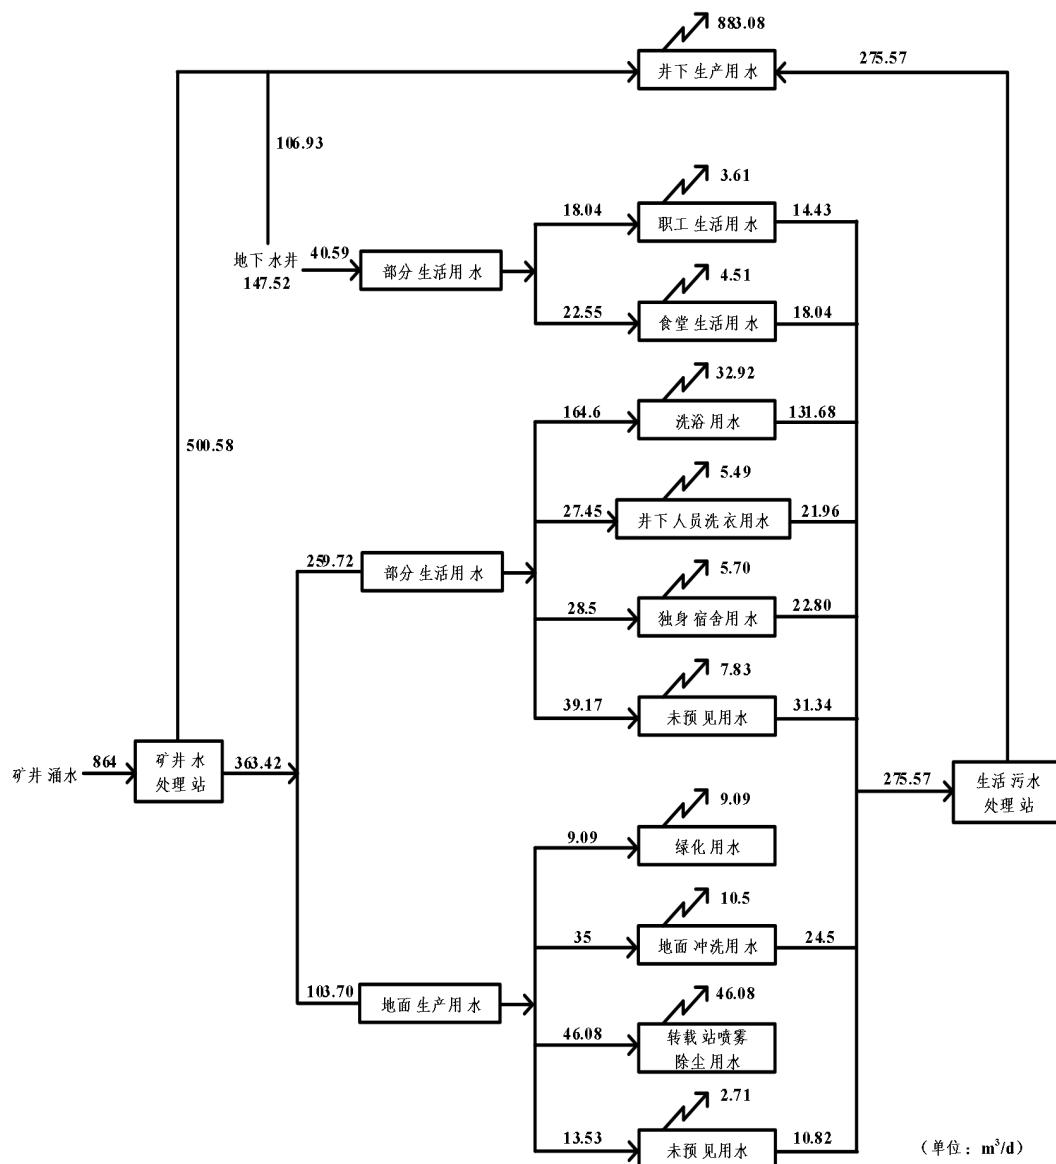 883.08
井下生产用水
275.57
106.93
3.61
18.04
职工生活用水
14.43
地下水井
147.52
40.59
部分生活用水
4.51
22.55
食堂生活用水
18.04
32.92
164.6
洗浴用水
131.68
500.58
5.49
27.45
井下人员洗衣用水
21.96
259.72
部分生活用水
5.70
28.5
独身宿舍用水
22.80
7.83
39.17
未预见用水
31.34
矿井涌水
864
矿井水
处理站
363.42
275.57
生活污水
处理站
9.09
9.09
绿化用水
10.5
35
地面冲洗用水
24.5
103.70
地面生产用水
46.08
46.08
转载站喷雾
除尘用水
2.71
13.53
未预见用水
10.82
（单位：m³/d）